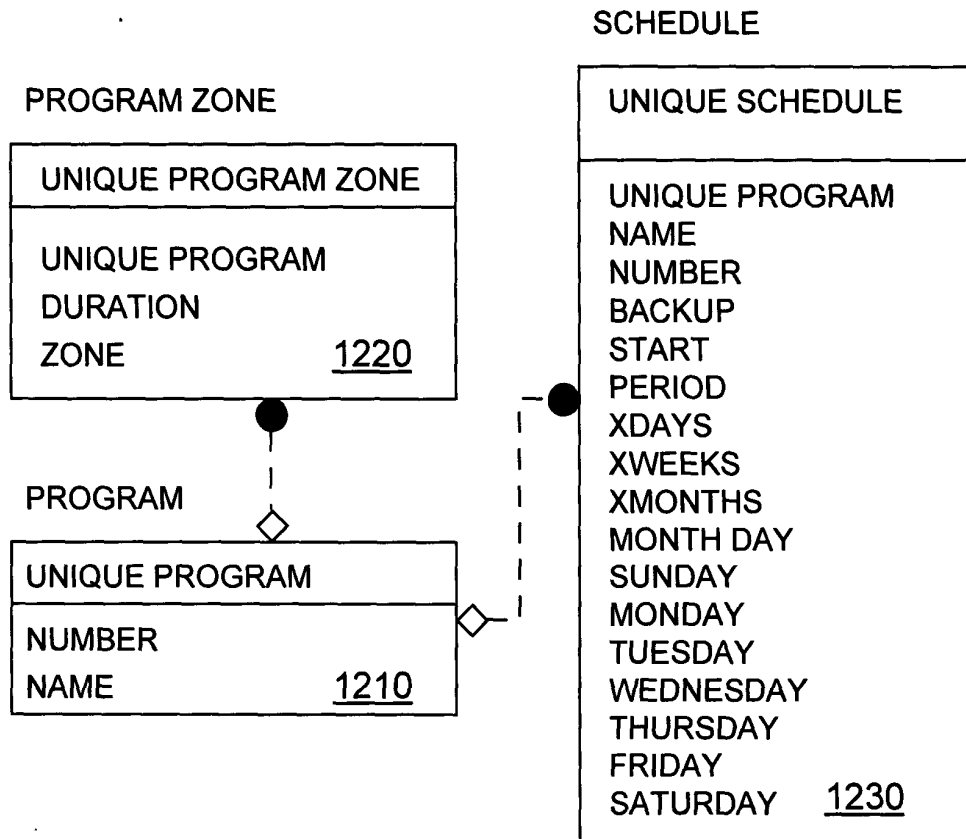 PROGRAM ZONE
UNIQUE PROGRAM ZONE
UNIQUE PROGRAM
DURATION
ZONE 1220
PROGRAM
UNIQUE PROGRAM
NUMBER
NAME 1210
SCHEDULE
UNIQUE SCHEDULE
UNIQUE PROGRAM
NAME
NUMBER
BACKUP
START
PERIOD
XDAYS
XWEEKS
XMONTHS
MONTH DAY
SUNDAY
MONDAY
TUESDAY
WEDNESDAY
THURSDAY
FRIDAY
SATURDAY 1230